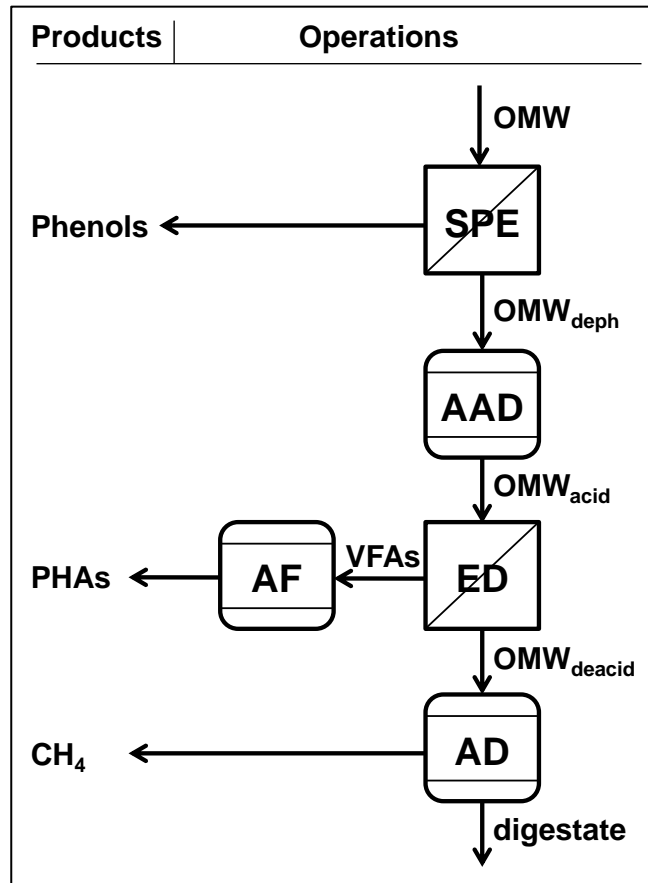 Products Operations
OMW
Phenols SPE
OMWdeph
AAD
OMWacid
PHAs AF VFAs ED
OMWdeacid
CH4 AD
digestate